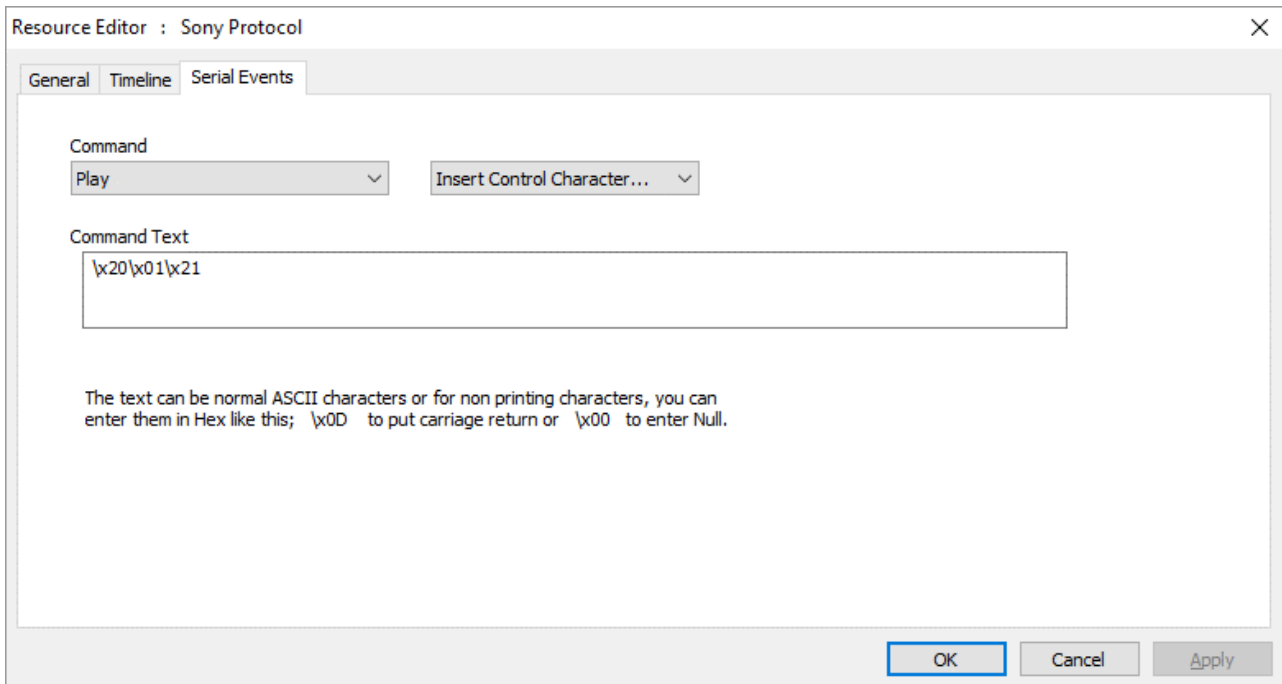 Resource Editor : Sony Protocol
General Timeline Serial Events
Command
Play Insert Control Character...
Command Text
\x20\x01\x21
The text can be normal ASCII characters or for non printing characters, you can
enter them in Hex like this; \x0D to put carriage return or \x00 to enter Null.
OK Cancel Apply